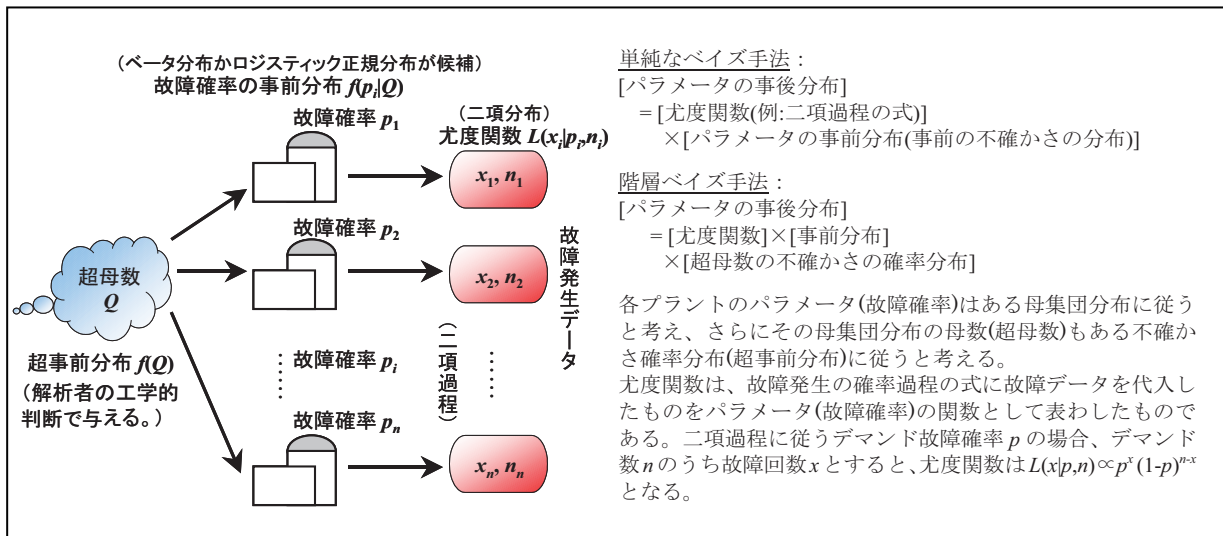 (ベータ分布かロジスティック正規分布が候補)
故障確率の事前分布 f(pi|Q)
故障確率 p1
(二項分布)
尤度関数 L(xi|pi,ni)
x1, n1
故障確率 p2
x2, n2
超母数
Q
故障発生データ
超事前分布 f(Q)
(解析者の工学的
判断で与える。)
……
故障確率 pi
(二項過程)
……
故障確率 pn
xn, nn
単純なベイズ手法:
[パラメータの事後分布]
=[尤度関数(例:二項過程の式)]
×[パラメータの事前分布(事前の不確かさの分布)]
階層ベイズ手法:
[パラメータの事後分布]
=[尤度関数]×[事前分布]
×[超母数の不確かさの確率分布]
各プラントのパラメータ(故障確率)はある母集団分布に従う
と考え、さらにその母集団分布の母数(超母数)もある不確か
さ確率分布(超事前分布)に従うと考える。
尤度関数は、故障発生の確率過程の式に故障データを代入し
たものをパラメータ(故障確率)の関数として表わしたもので
ある。二項過程に従うデマンド故障確率 p の場合、デマンド
数 n のうち故障回数 x とすると、尤度関数は L(x|p,n)∝p^x (1-p)^{n-x}
となる。